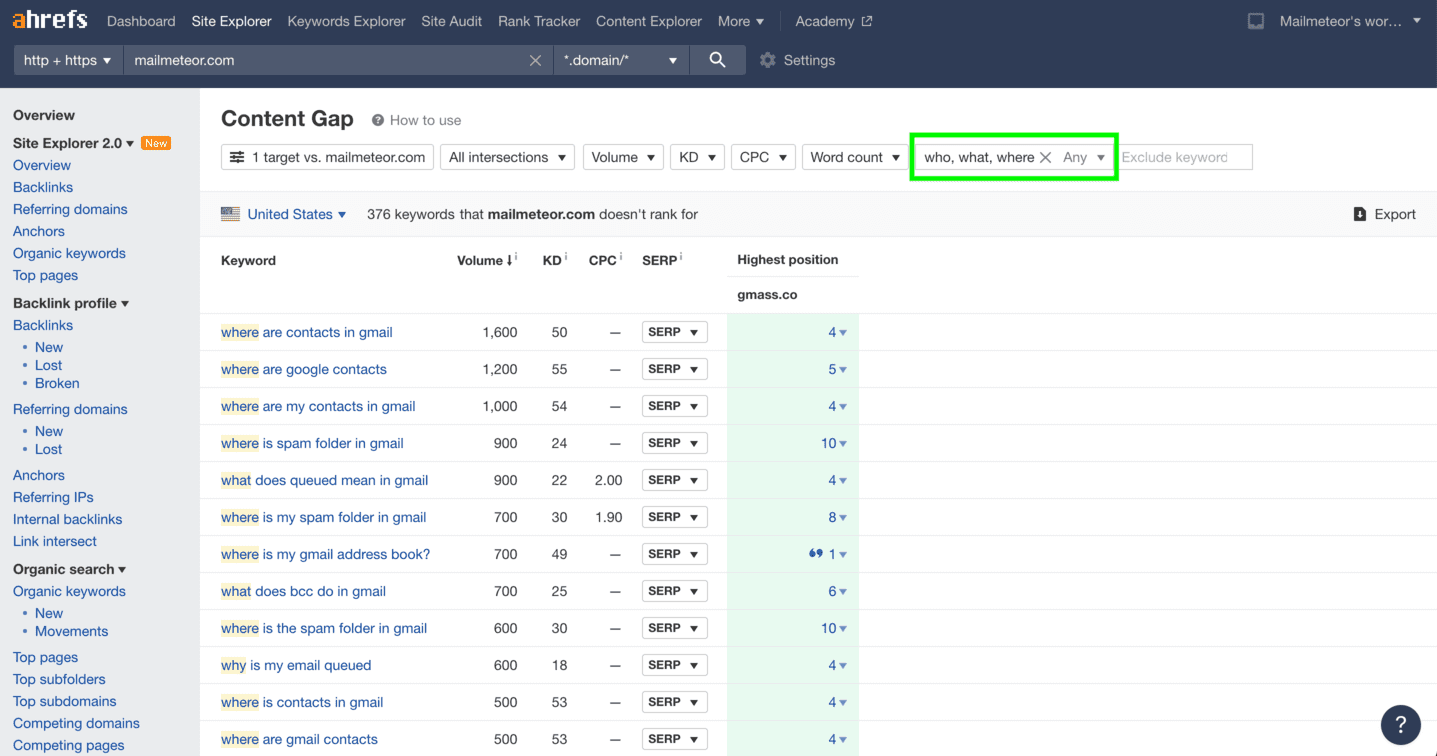 ahrefs Dashboard Site Explorer Keywords Explorer Site Audit Rank Tracker Content Explorer More Academy Mailmeteor's wor...
http + https mailmeteor.com *.domain/* Settings
Overview
Site Explorer 2.0 New
Overview
Backlinks
Referring domains
Anchors
Organic keywords
Top pages
Backlink profile
Backlinks
• New
• Lost
• Broken
Referring domains
• New
• Lost
Anchors
Referring IPs
Internal backlinks
Link intersect
Organic search
Organic keywords
• New
• Movements
Top pages
Top subfolders
Top subdomains
Competing domains
Competing pages
Content Gap ? How to use
1 target vs. mailmeteor.com All intersections Volume KD CPC Word count who, what, where Any Exclude keyword
United States 376 keywords that mailmeteor.com doesn't rank for Export
Keyword Volume i KD i CPC i SERP i Highest position
gmass.co
where are contacts in gmail 1,600 50 — SERP 4
where are google contacts 1,200 55 — SERP 5
where are my contacts in gmail 1,000 54 — SERP 4
where is spam folder in gmail 900 24 — SERP 10
what does queued mean in gmail 900 22 2.00 SERP 4
where is my spam folder in gmail 700 30 1.90 SERP 8
where is my gmail address book? 700 49 — SERP 1
what does bcc do in gmail 700 25 — SERP 6
where is the spam folder in gmail 600 30 — SERP 10
why is my email queued 600 18 — SERP 4
where is contacts in gmail 500 53 — SERP 4
where are gmail contacts 500 53 — SERP 4
?